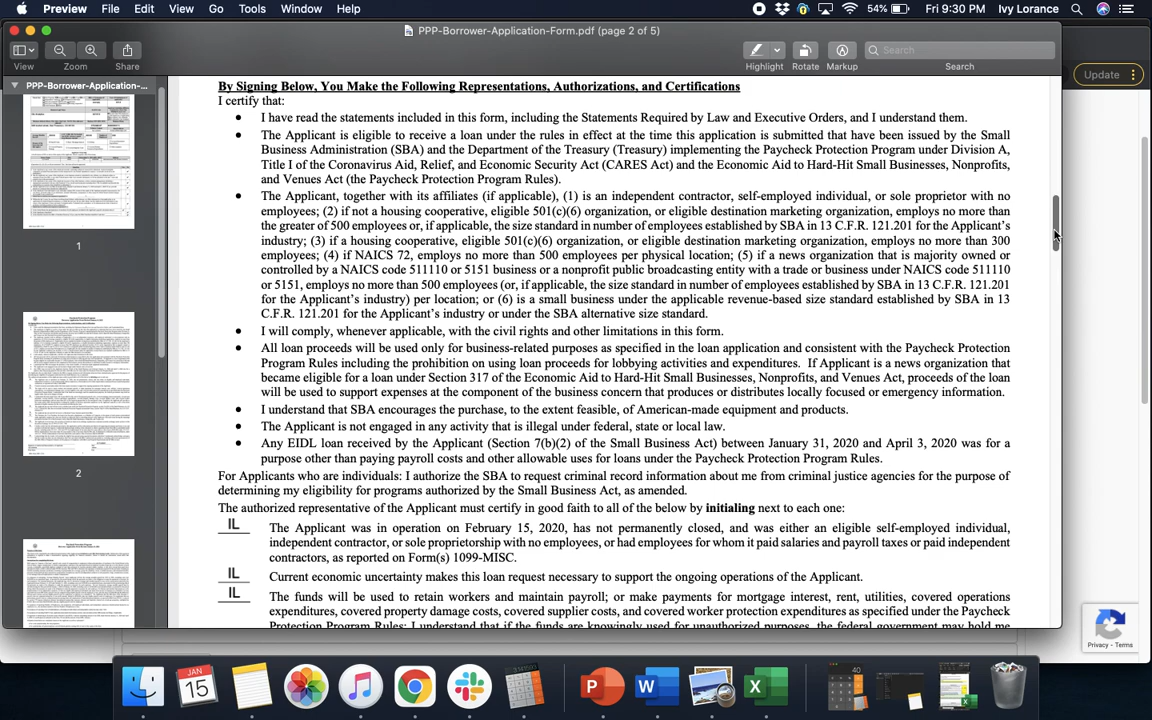 Preview File Edit View Go Tools Window Help 54% Fri 9:30 PM Ivy Lorance
PPP-Borrower-Application-Form.pdf (page 2 of 5)
Search
View Zoom Share Highlight Rotate Markup Search
Update
PPP-Borrower-Application-...
1
2
By Signing Below, You Make the Following Representations, Authorizations, and Certifications
I certify that:
• I have read the statements included in this form, including the Statements Required by Law and Executive Orders, and I understand them.
• The Applicant is eligible to receive a loan under the rules in effect at the time this application is submitted that have been issued by the Small
Business Administration (SBA) and the Department of the Treasury (Treasury) implementing the Paycheck Protection Program under Division A,
Title I of the Coronavirus Aid, Relief, and Economic Security Act (CARES Act) and the Economic Aid to Hard-Hit Small Businesses, Nonprofits,
and Venues Act (the Paycheck Protection Program Rules).
• The Applicant, together with its affiliates (if applicable), (1) is an independent contractor, self-employed individual, or sole proprietor with no
employees; (2) if not a housing cooperative, eligible 501(c)(6) organization, or eligible destination marketing organization, employs no more than
the greater of 500 employees or, if applicable, the size standard in number of employees established by SBA in 13 C.F.R. 121.201 for the Applicant's
industry; (3) if a housing cooperative, eligible 501(c)(6) organization, or eligible destination marketing organization, employs no more than 300
employees; (4) if NAICS 72, employs no more than 500 employees per physical location; (5) if a news organization that is majority owned or
controlled by a NAICS code 511110 or 5151 business or a nonprofit public broadcasting entity with a trade or business under NAICS code 511110
or 5151, employs no more than 500 employees (or, if applicable, the size standard in number of employees established by SBA in 13 C.F.R. 121.201
for the Applicant's industry) per location; or (6) is a small business under the applicable revenue-based size standard established by SBA in 13
C.F.R. 121.201 for the Applicant's industry or under the SBA alternative size standard.
• I will comply, whenever applicable, with the civil rights and other limitations in this form.
• All loan proceeds will be used only for business-related purposes as specified in the loan application and consistent with the Paycheck Protection
Program Rules including the prohibition on using loan proceeds for lobbying activities and expenditures. If Applicant is a news organization that
became eligible for a loan under Section 317 of the Economic Aid to Hard-Hit Small Businesses, Nonprofits, and Venues Act, proceeds of the loan
will be used to support expenses at the component of the business concern that produces or distributes locally focused or emergency information.
• I understand that SBA encourages the purchase, to the extent feasible, of American-made equipment and products.
• The Applicant is not engaged in any activity that is illegal under federal, state or local law.
• Any EIDL loan received by the Applicant (Section 7(b)(2) of the Small Business Act) between January 31, 2020 and April 3, 2020 was for a
purpose other than paying payroll costs and other allowable uses for loans under the Paycheck Protection Program Rules.
For Applicants who are individuals: I authorize the SBA to request criminal record information about me from criminal justice agencies for the purpose of
determining my eligibility for programs authorized by the Small Business Act, as amended.
The authorized representative of the Applicant must certify in good faith to all of the below by initialing next to each one:
IL The Applicant was in operation on February 15, 2020, has not permanently closed, and was either an eligible self-employed individual,
independent contractor, or sole proprietorship with no employees, or had employees for whom it paid salaries and payroll taxes or paid independent
contractors, as reported on Form(s) 1099-MISC.
IL Current economic uncertainty makes this loan request necessary to support the ongoing operations of the Applicant.
IL The funds will be used to retain workers and maintain payroll; or make payments for mortgage interest, rent, utilities, covered operations
expenditures, covered property damage costs, covered supplier costs, and covered worker protection expenditures as specified under the Paycheck
Protection Program Rules; I understand that if the funds are knowingly used for unauthorized purposes, the federal government may hold me
Privacy - Terms
JAN
15